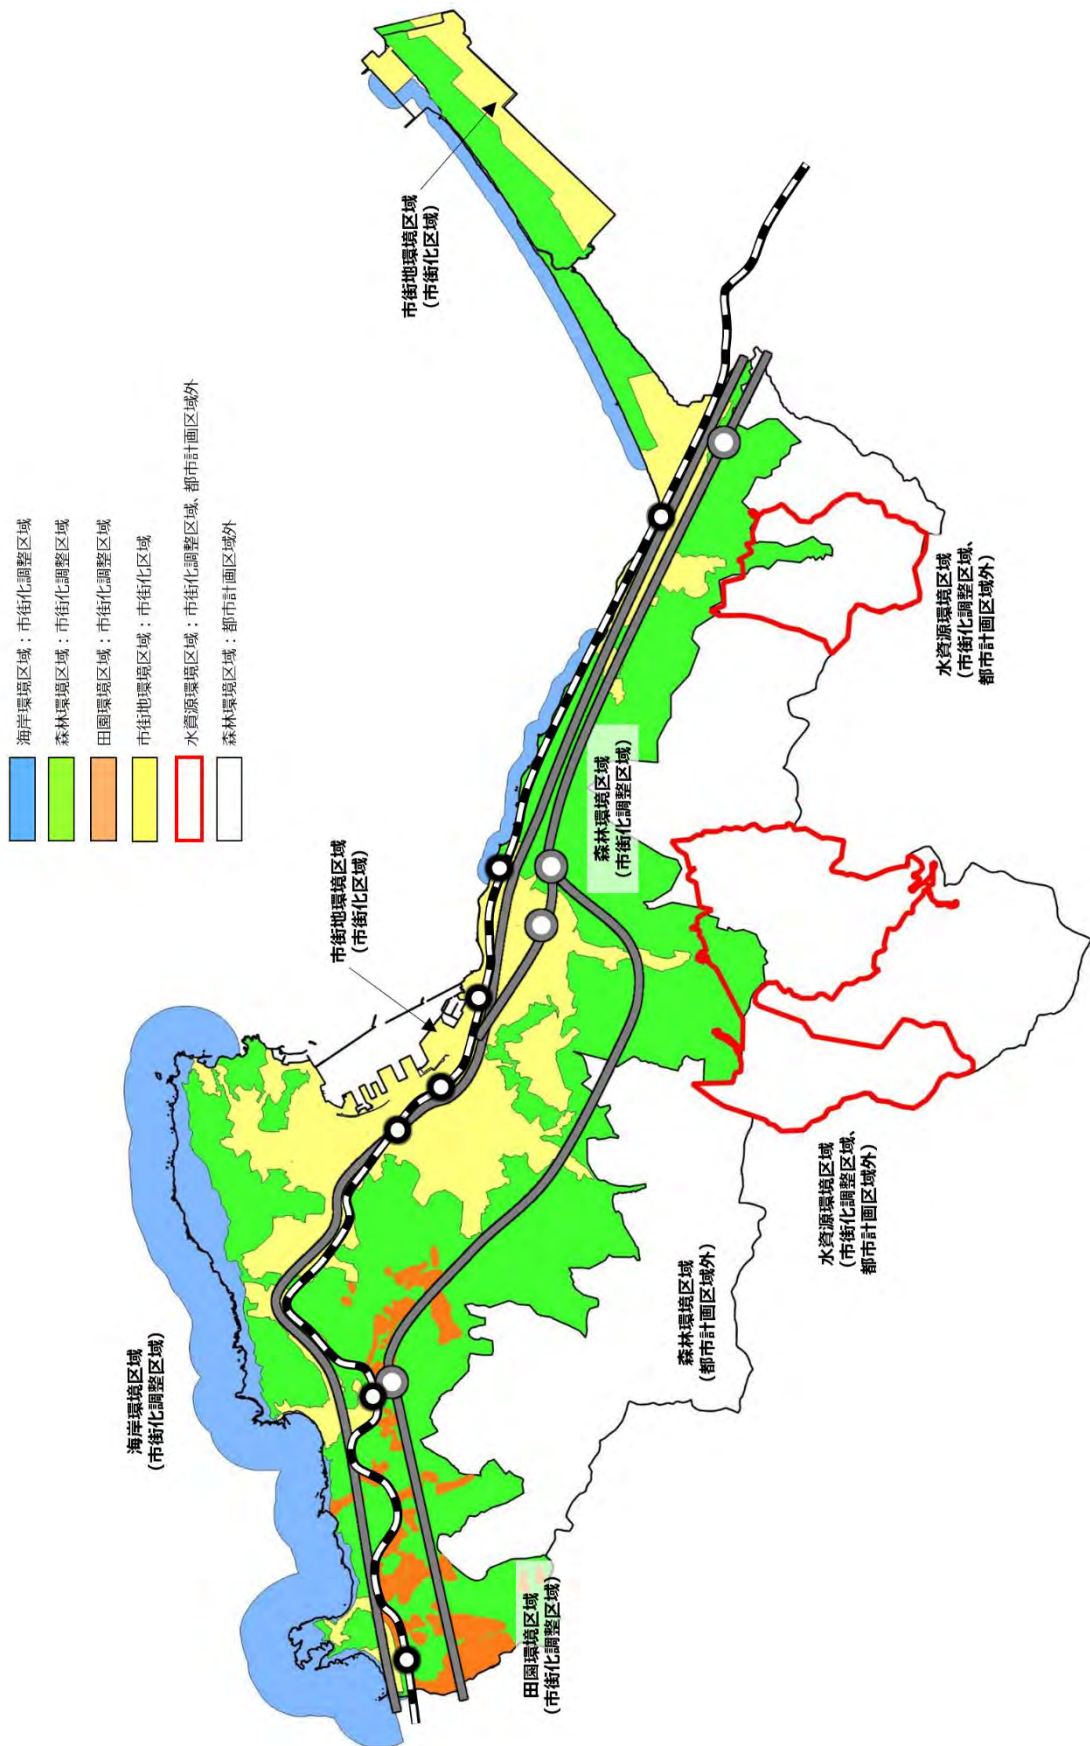 海岸環境区域：市街化調整区域
森林環境区域：市街化調整区域
田園環境区域：市街化調整区域
市街地環境区域：市街化区域
水資源環境区域：市街化調整区域、都市計画区域外
森林環境区域：都市計画区域外
海岸環境区域
（市街化調整区域）
市街地環境区域
（市街化区域）
市街地環境区域
（市街化区域）
田園環境区域
（市街化調整区域）
森林環境区域
（都市計画区域外）
森林環境区域
（市街化調整区域）
水資源環境区域
（市街化調整区域、
都市計画区域外）
水資源環境区域
（市街化調整区域、
都市計画区域外）